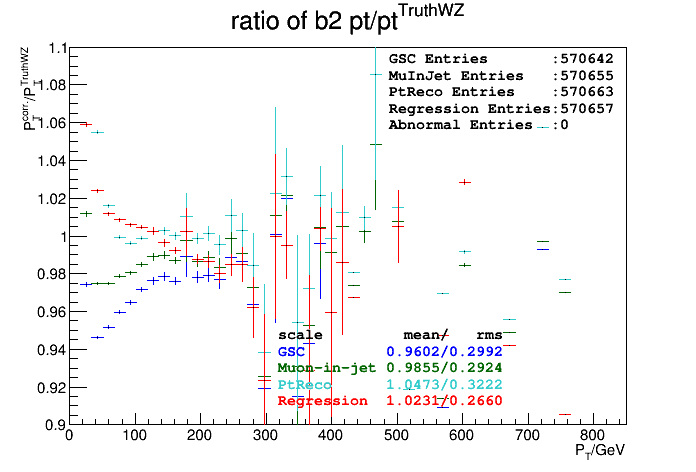 ratio of b2 pt/pt^TruthWZ
P_T^corr./P_T^TruthWZ
1.1
1.08
1.06
1.04
1.02
1
0.98
0.96
0.94
0.92
0.9
GSC Entries :570642
MuInJet Entries :570655
PtReco Entries :570663
Regression Entries:570657
Abnormal Entries :0
scale mean/ rms
GSC 0.9602/0.2992
Muon-in-jet 0.9855/0.2924
PtReco 1.0473/0.3222
Regression 1.0231/0.2660
0 100 200 300 400 500 600 700 800
P_T/GeV